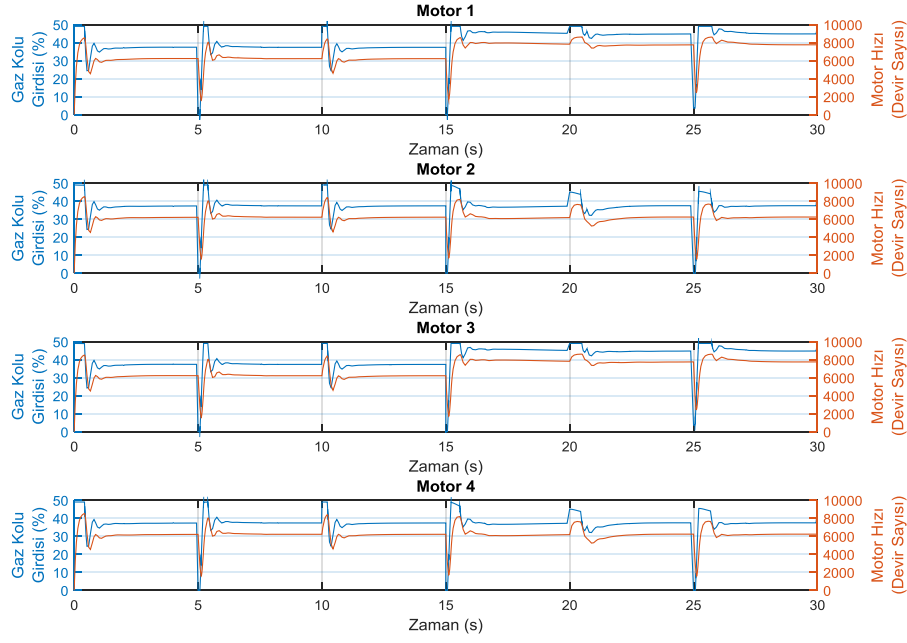 Motor 1
Gaz Kolu
Girdisi (%)
50
40
30
20
10
0
10000
8000
6000
4000
2000
0
Motor Hızı
(Devir Sayısı)
0 5 10 15 20 25 30
Zaman (s)
Motor 2
Gaz Kolu
Girdisi (%)
50
40
30
20
10
0
10000
8000
6000
4000
2000
0
Motor Hızı
(Devir Sayısı)
0 5 10 15 20 25 30
Zaman (s)
Motor 3
Gaz Kolu
Girdisi (%)
50
40
30
20
10
0
10000
8000
6000
4000
2000
0
Motor Hızı
(Devir Sayısı)
0 5 10 15 20 25 30
Zaman (s)
Motor 4
Gaz Kolu
Girdisi (%)
50
40
30
20
10
0
10000
8000
6000
4000
2000
0
Motor Hızı
(Devir Sayısı)
0 5 10 15 20 25 30
Zaman (s)